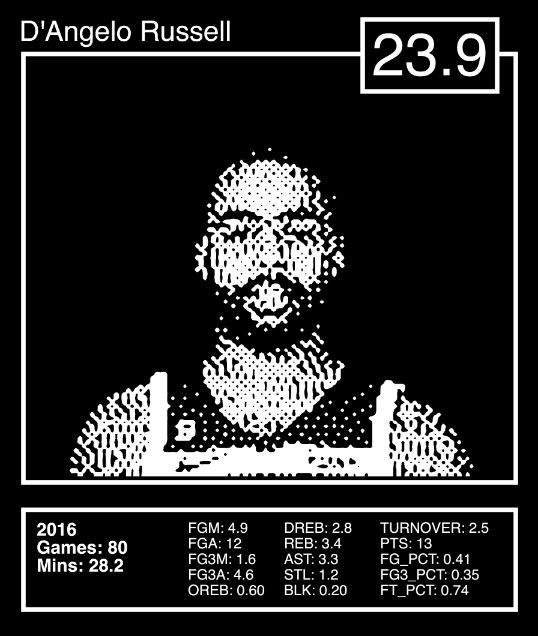 D'Angelo Russell
23.9
2016
Games: 80
Mins: 28.2
FGM: 4.9
FGA: 12
FG3M: 1.6
FG3A: 4.6
OREB: 0.60
DREB: 2.8
REB: 3.4
AST: 3.3
STL: 1.2
BLK: 0.20
TURNOVER: 2.5
PTS: 13
FG_PCT: 0.41
FG3_PCT: 0.35
FT_PCT: 0.74